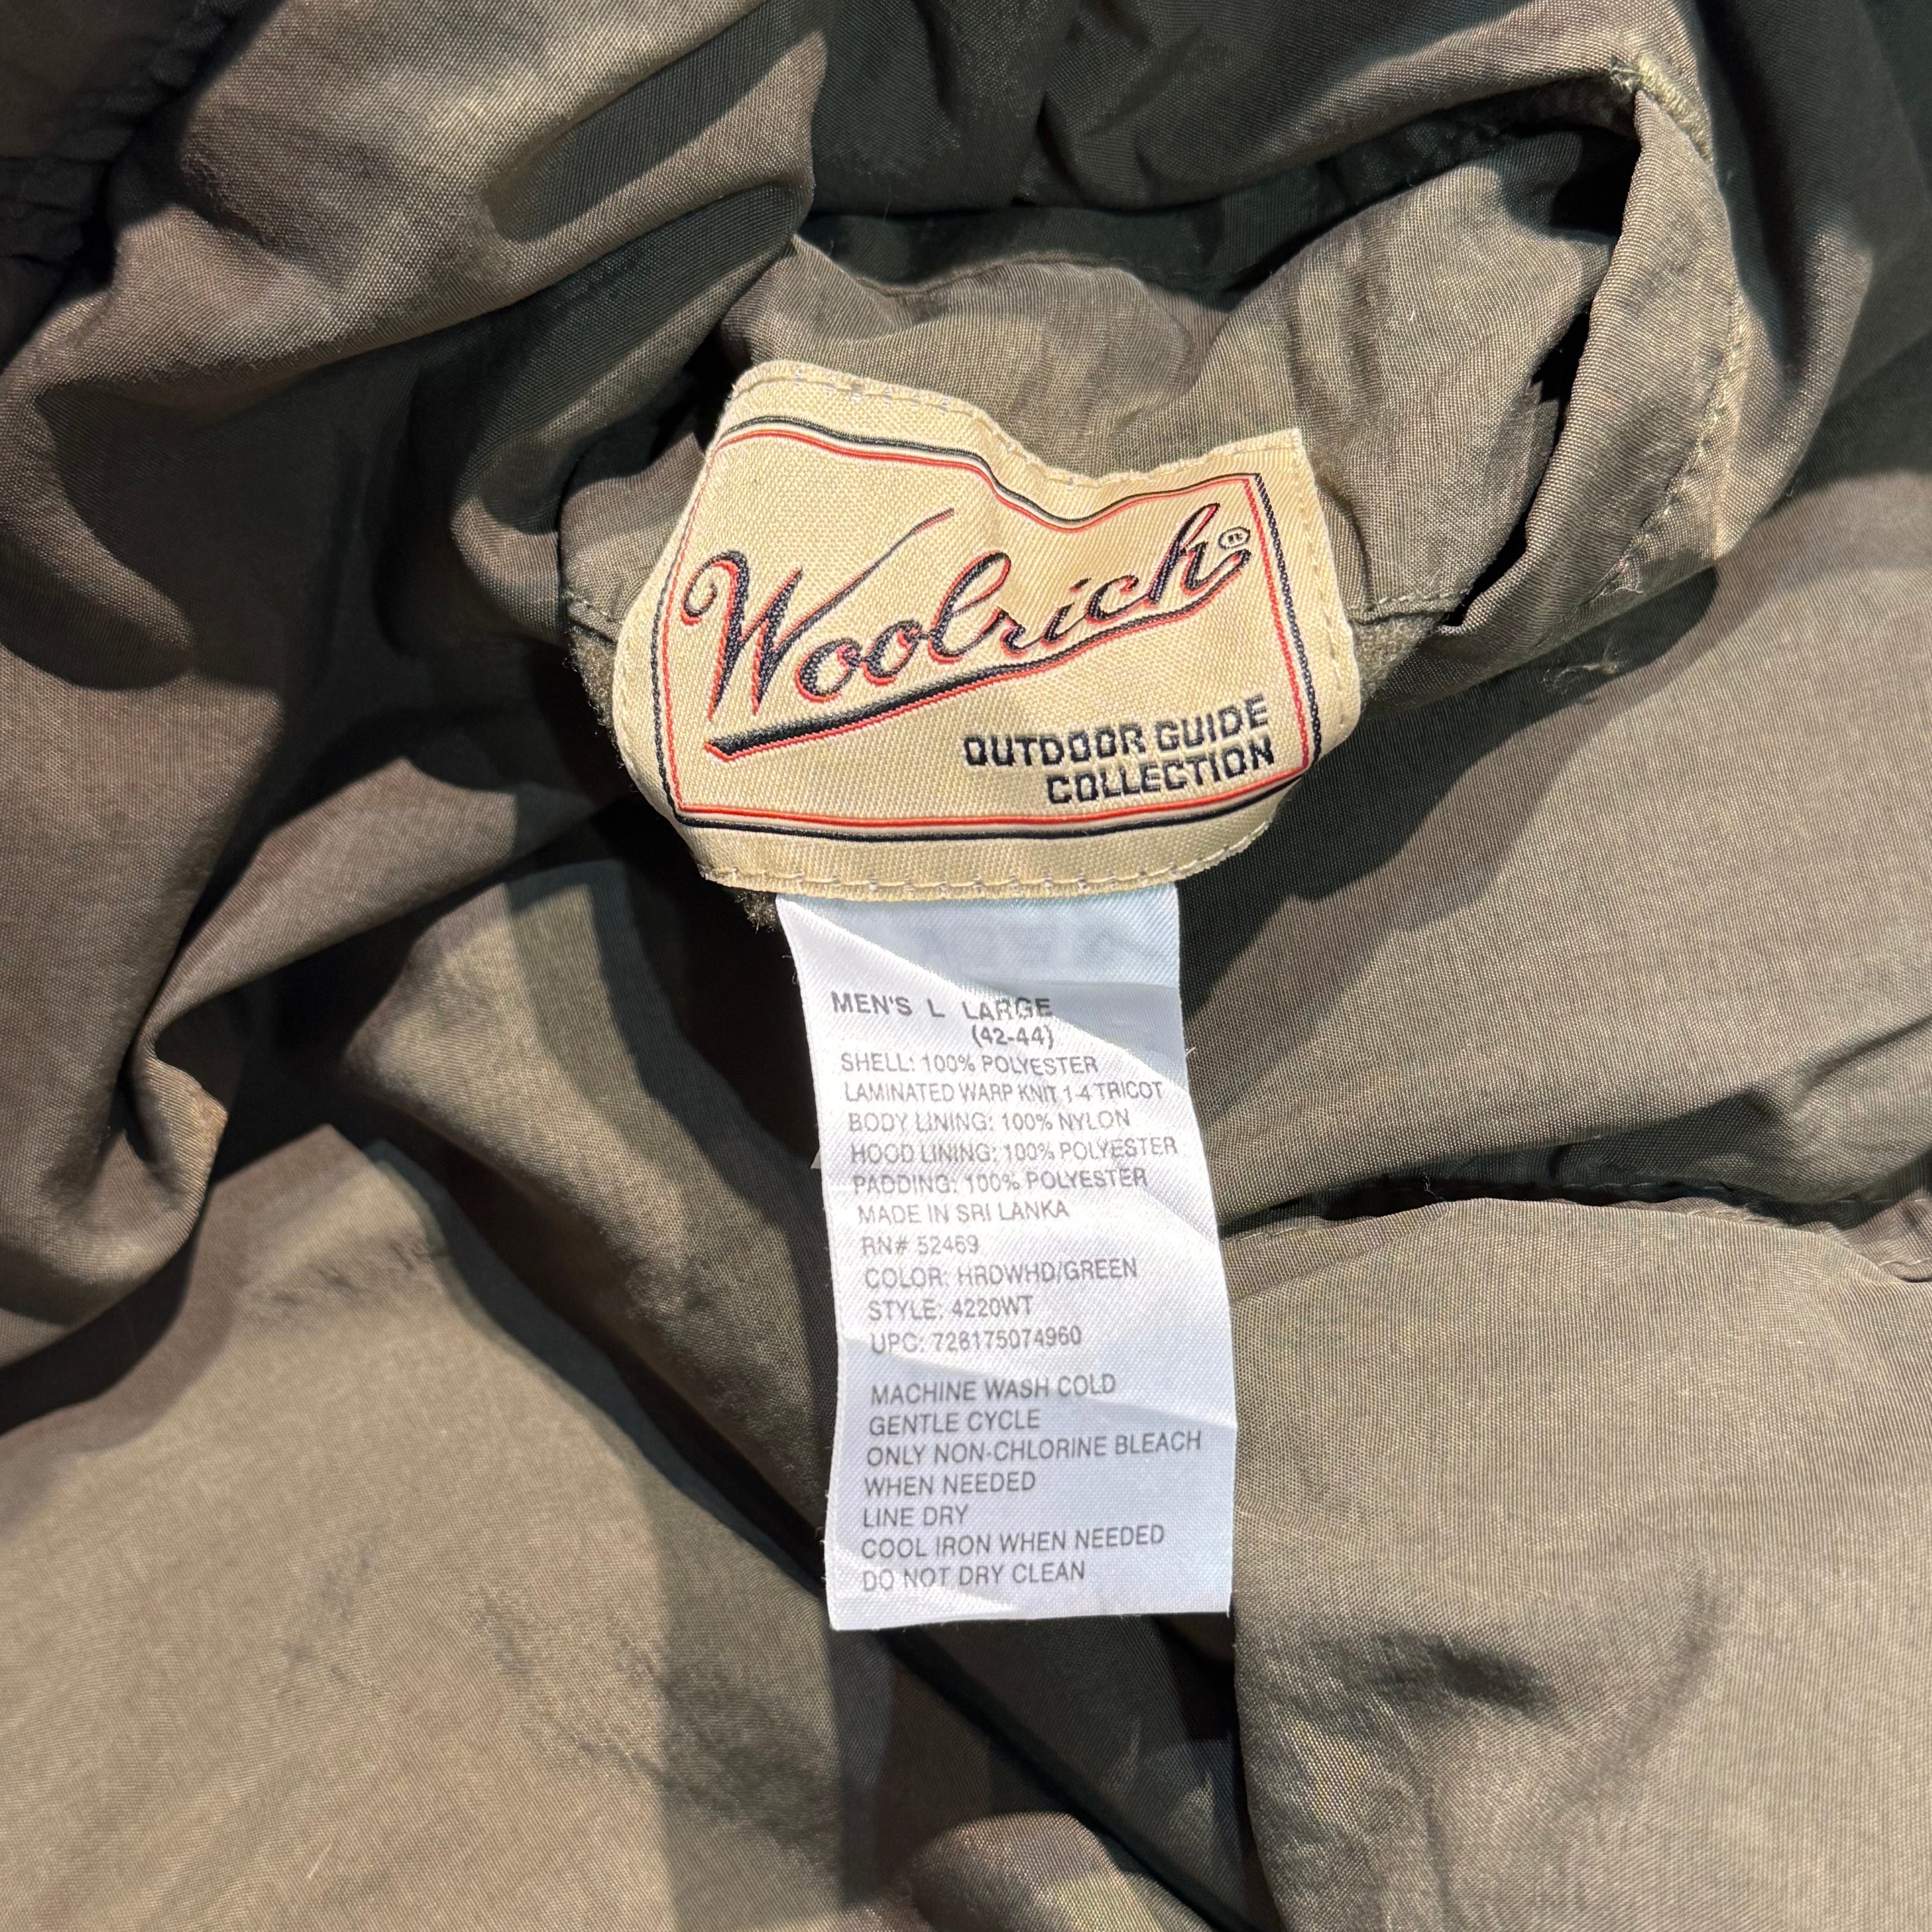 Woolrich®
OUTDOOR GUIDE
COLLECTION
MEN'S L LARGE
(42-44)
SHELL: 100% POLYESTER
LAMINATED WARP KNIT 1-4 TRICOT
BODY LINING: 100% NYLON
HOOD LINING: 100% POLYESTER
PADDING: 100% POLYESTER
MADE IN SRI LANKA
RN# 52469
COLOR: HRDWHD/GREEN
STYLE: 4220WT
UPC: 728175074960
MACHINE WASH COLD
GENTLE CYCLE
ONLY NON-CHLORINE BLEACH
WHEN NEEDED
LINE DRY
COOL IRON WHEN NEEDED
DO NOT DRY CLEAN